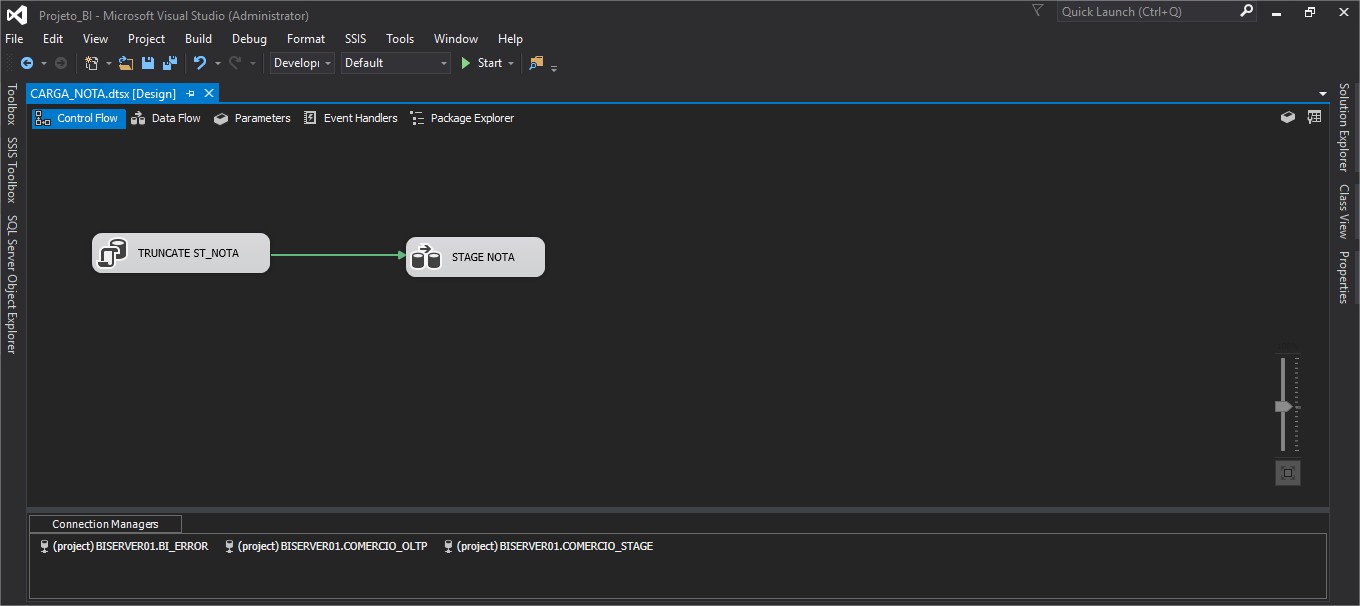 Projeto_BI - Microsoft Visual Studio (Administrator)
Quick Launch (Ctrl+Q)
File Edit View Project Build Debug Format SSIS Tools Window Help
Develop Default Start
CARGA_NOTA.dtsx [Design]
Control Flow Data Flow Parameters Event Handlers Package Explorer
Toolbox
SSIS Toolbox
SQL Server Object Explorer
TRUNCATE ST_NOTA
STAGE NOTA
Solution Explorer
Class View
Properties
Connection Managers
(project) BISERVER01.BI_ERROR (project) BISERVER01.COMERCIO_OLTP (project) BISERVER01.COMERCIO_STAGE